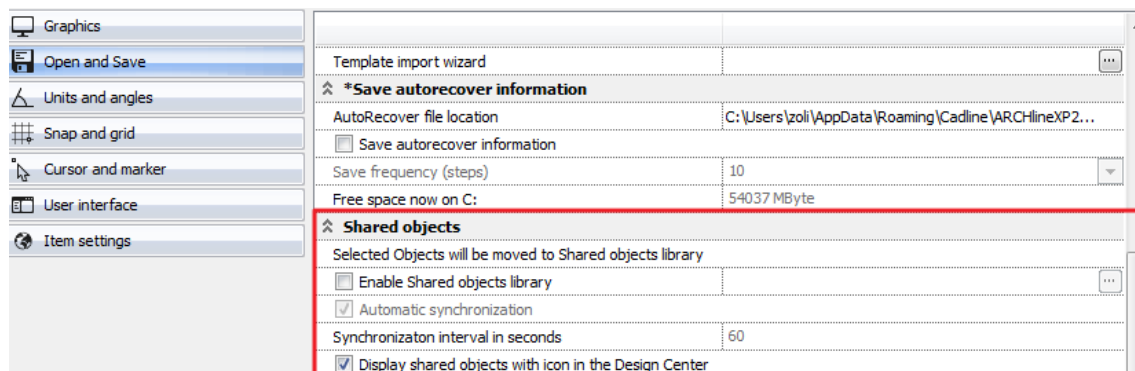 Graphics
Open and Save
Units and angles
Snap and grid
Cursor and marker
User interface
Item settings
Template import wizard ...
*Save autorecover information
AutoRecover file location C:\Users\zoli\AppData\Roaming\Cadline\ARCHlineXP2...
Save autorecover information
Save frequency (steps) 10
Free space now on C: 54037 MByte
Shared objects
Selected Objects will be moved to Shared objects library
Enable Shared objects library ...
Automatic synchronization
Synchronizaton interval in seconds 60
Display shared objects with icon in the Design Center